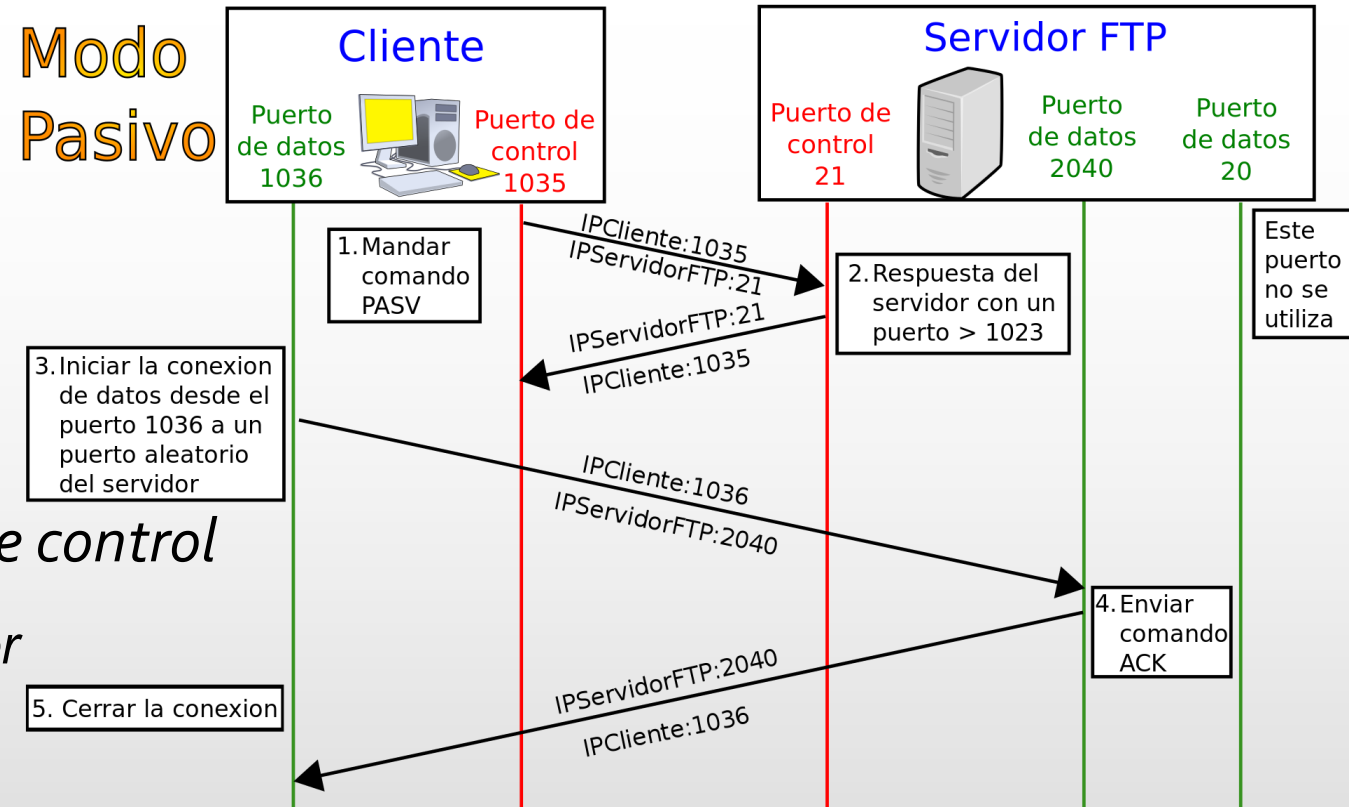 Modo
Pasivo
Cliente
Puerto
de datos
1036
Puerto de
control
1035
Servidor FTP
Puerto de
control
21
Puerto
de datos
2040
Puerto
de datos
20
1. Mandar
comando
PASV
IPCliente:1035
IPServidorFTP:21
2. Respuesta del
servidor con un
puerto > 1023
Este
puerto
no se
utiliza
IPServidorFTP:21
IPCliente:1035
3. Iniciar la conexion
de datos desde el
puerto 1036 a un
puerto aleatorio
del servidor
IPCliente:1036
IPServidorFTP:2040
e control
4. Enviar
comando
ACK
r
IPServidorFTP:2040
IPCliente:1036
5. Cerrar la conexion